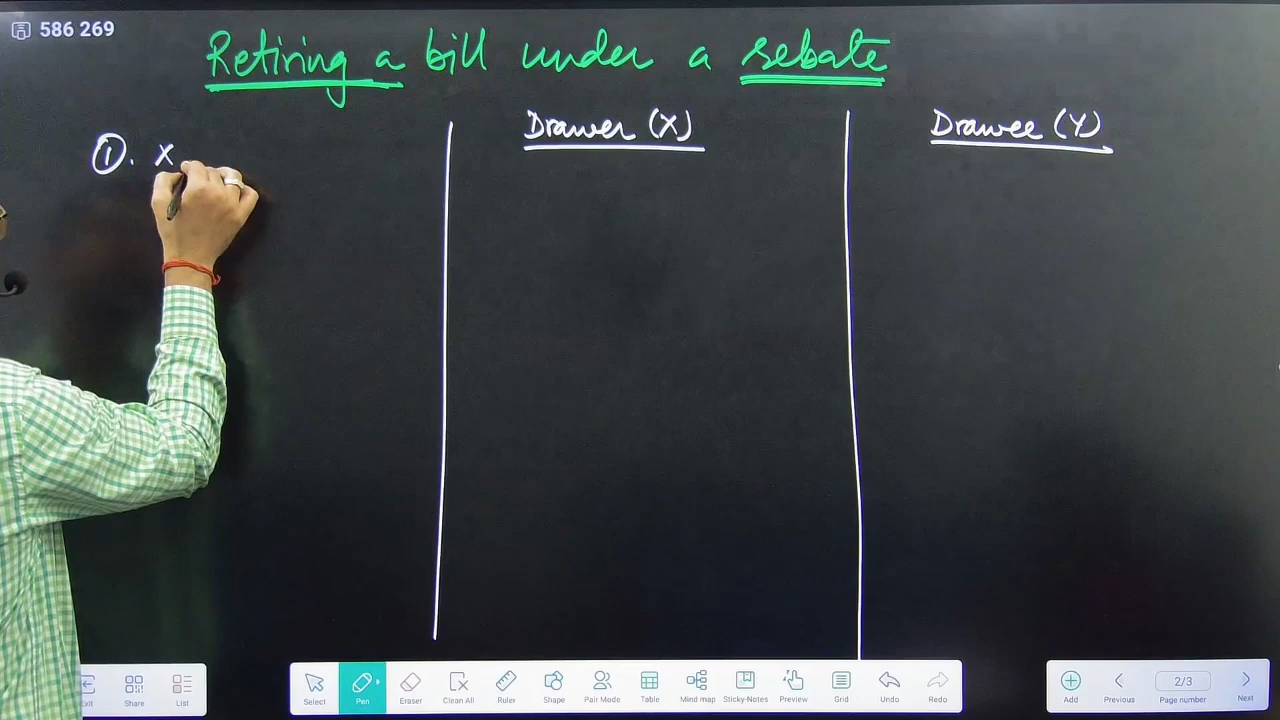 586 269
Retiring a bill under a rebate
Drawer (X)
Drawee (Y)
①. X
Share
List
Select
Pen
Eraser
Clean All
Ruler
Shape
Pair Mode
Table
Mind map
Sticky-Notes
Preview
Grid
Undo
Redo
Add
Previous
2/3
Page number
Next